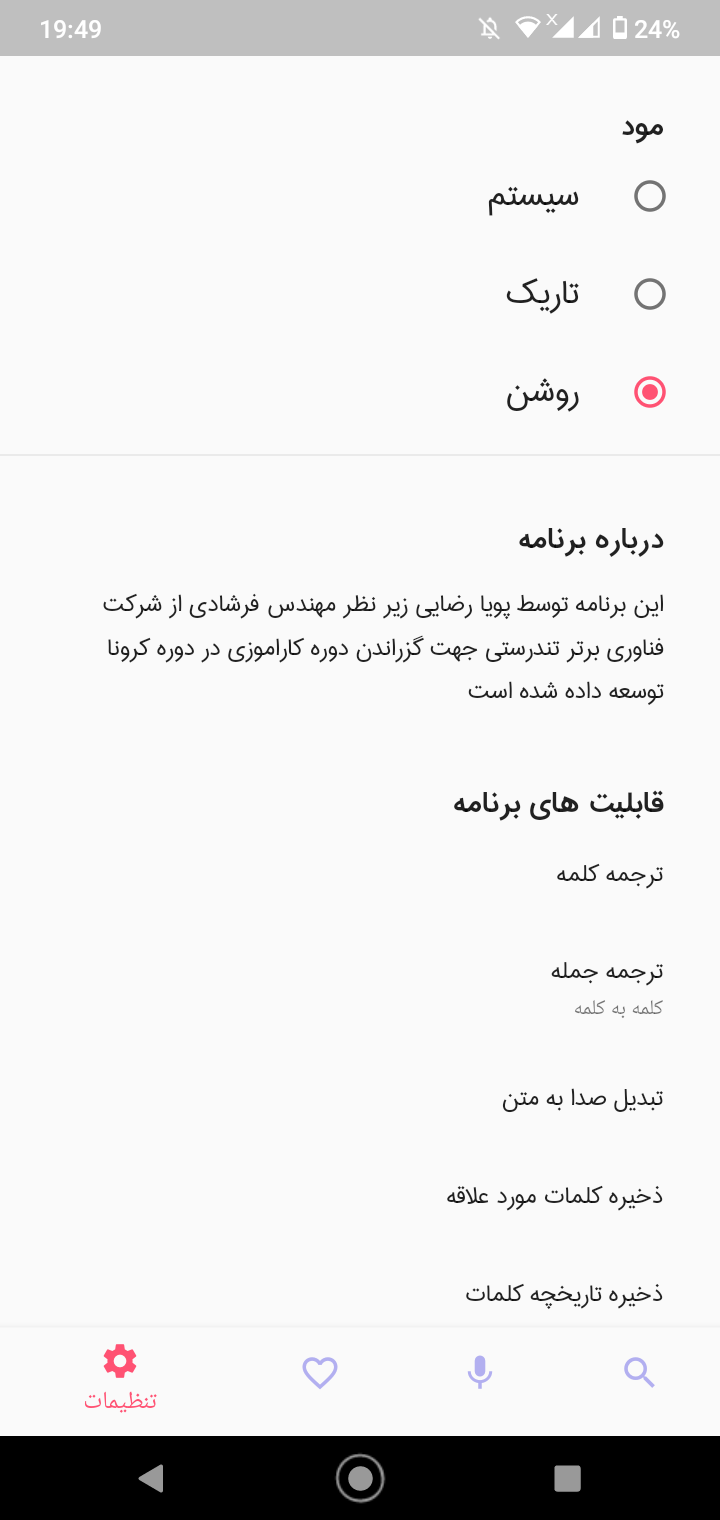 19:49
24%
مود
سیستم
تاریک
روشن
درباره برنامه
این برنامه توسط پویا رضایی زیر نظر مهندس فرشادی از شرکت
فناوری برتر تندرستی جهت گزراندن دوره کاراموزی در دوره کرونا
توسعه داده شده است
قابلیت های برنامه
ترجمه کلمه
ترجمه جمله
کلمه به کلمه
تبدیل صدا به متن
ذخیره کلمات مورد علاقه
ذخیره تاریخچه کلمات
تنظیمات